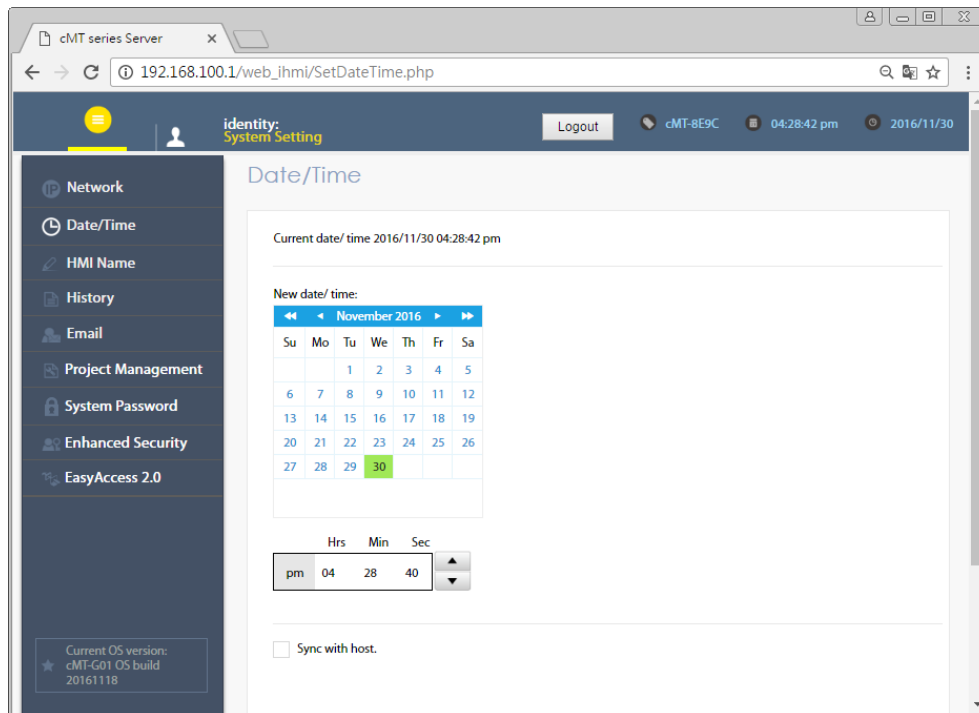 cMT series Server
192.168.100.1/web_ihmi/SetDateTime.php
identity:
System Setting
Logout
cMT-8E9C
04:28:42 pm
2016/11/30
Network
Date/Time
HMI Name
History
Email
Project Management
System Password
Enhanced Security
EasyAccess 2.0
Current OS version:
cMT-G01 OS build
20161118
Date/Time
Current date/ time 2016/11/30 04:28:42 pm
New date/ time:
November 2016
Su Mo Tu We Th Fr Sa
1 2 3 4 5
6 7 8 9 10 11 12
13 14 15 16 17 18 19
20 21 22 23 24 25 26
27 28 29 30
Hrs Min Sec
pm 04 28 40
Sync with host.